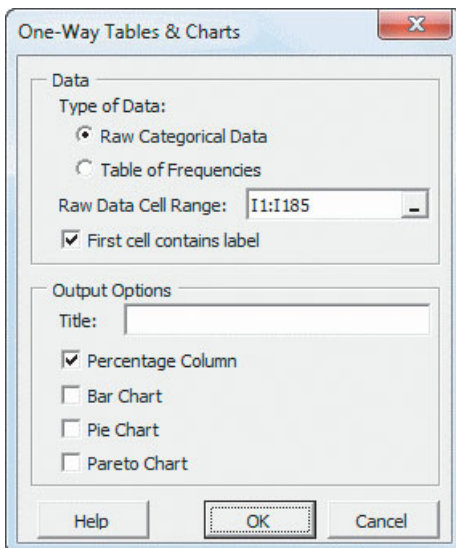 One-Way Tables & Charts
Data
Type of Data:
Raw Categorical Data
Table of Frequencies
Raw Data Cell Range: I1:I185
First cell contains label
Output Options
Title:
Percentage Column
Bar Chart
Pie Chart
Pareto Chart
Help OK Cancel